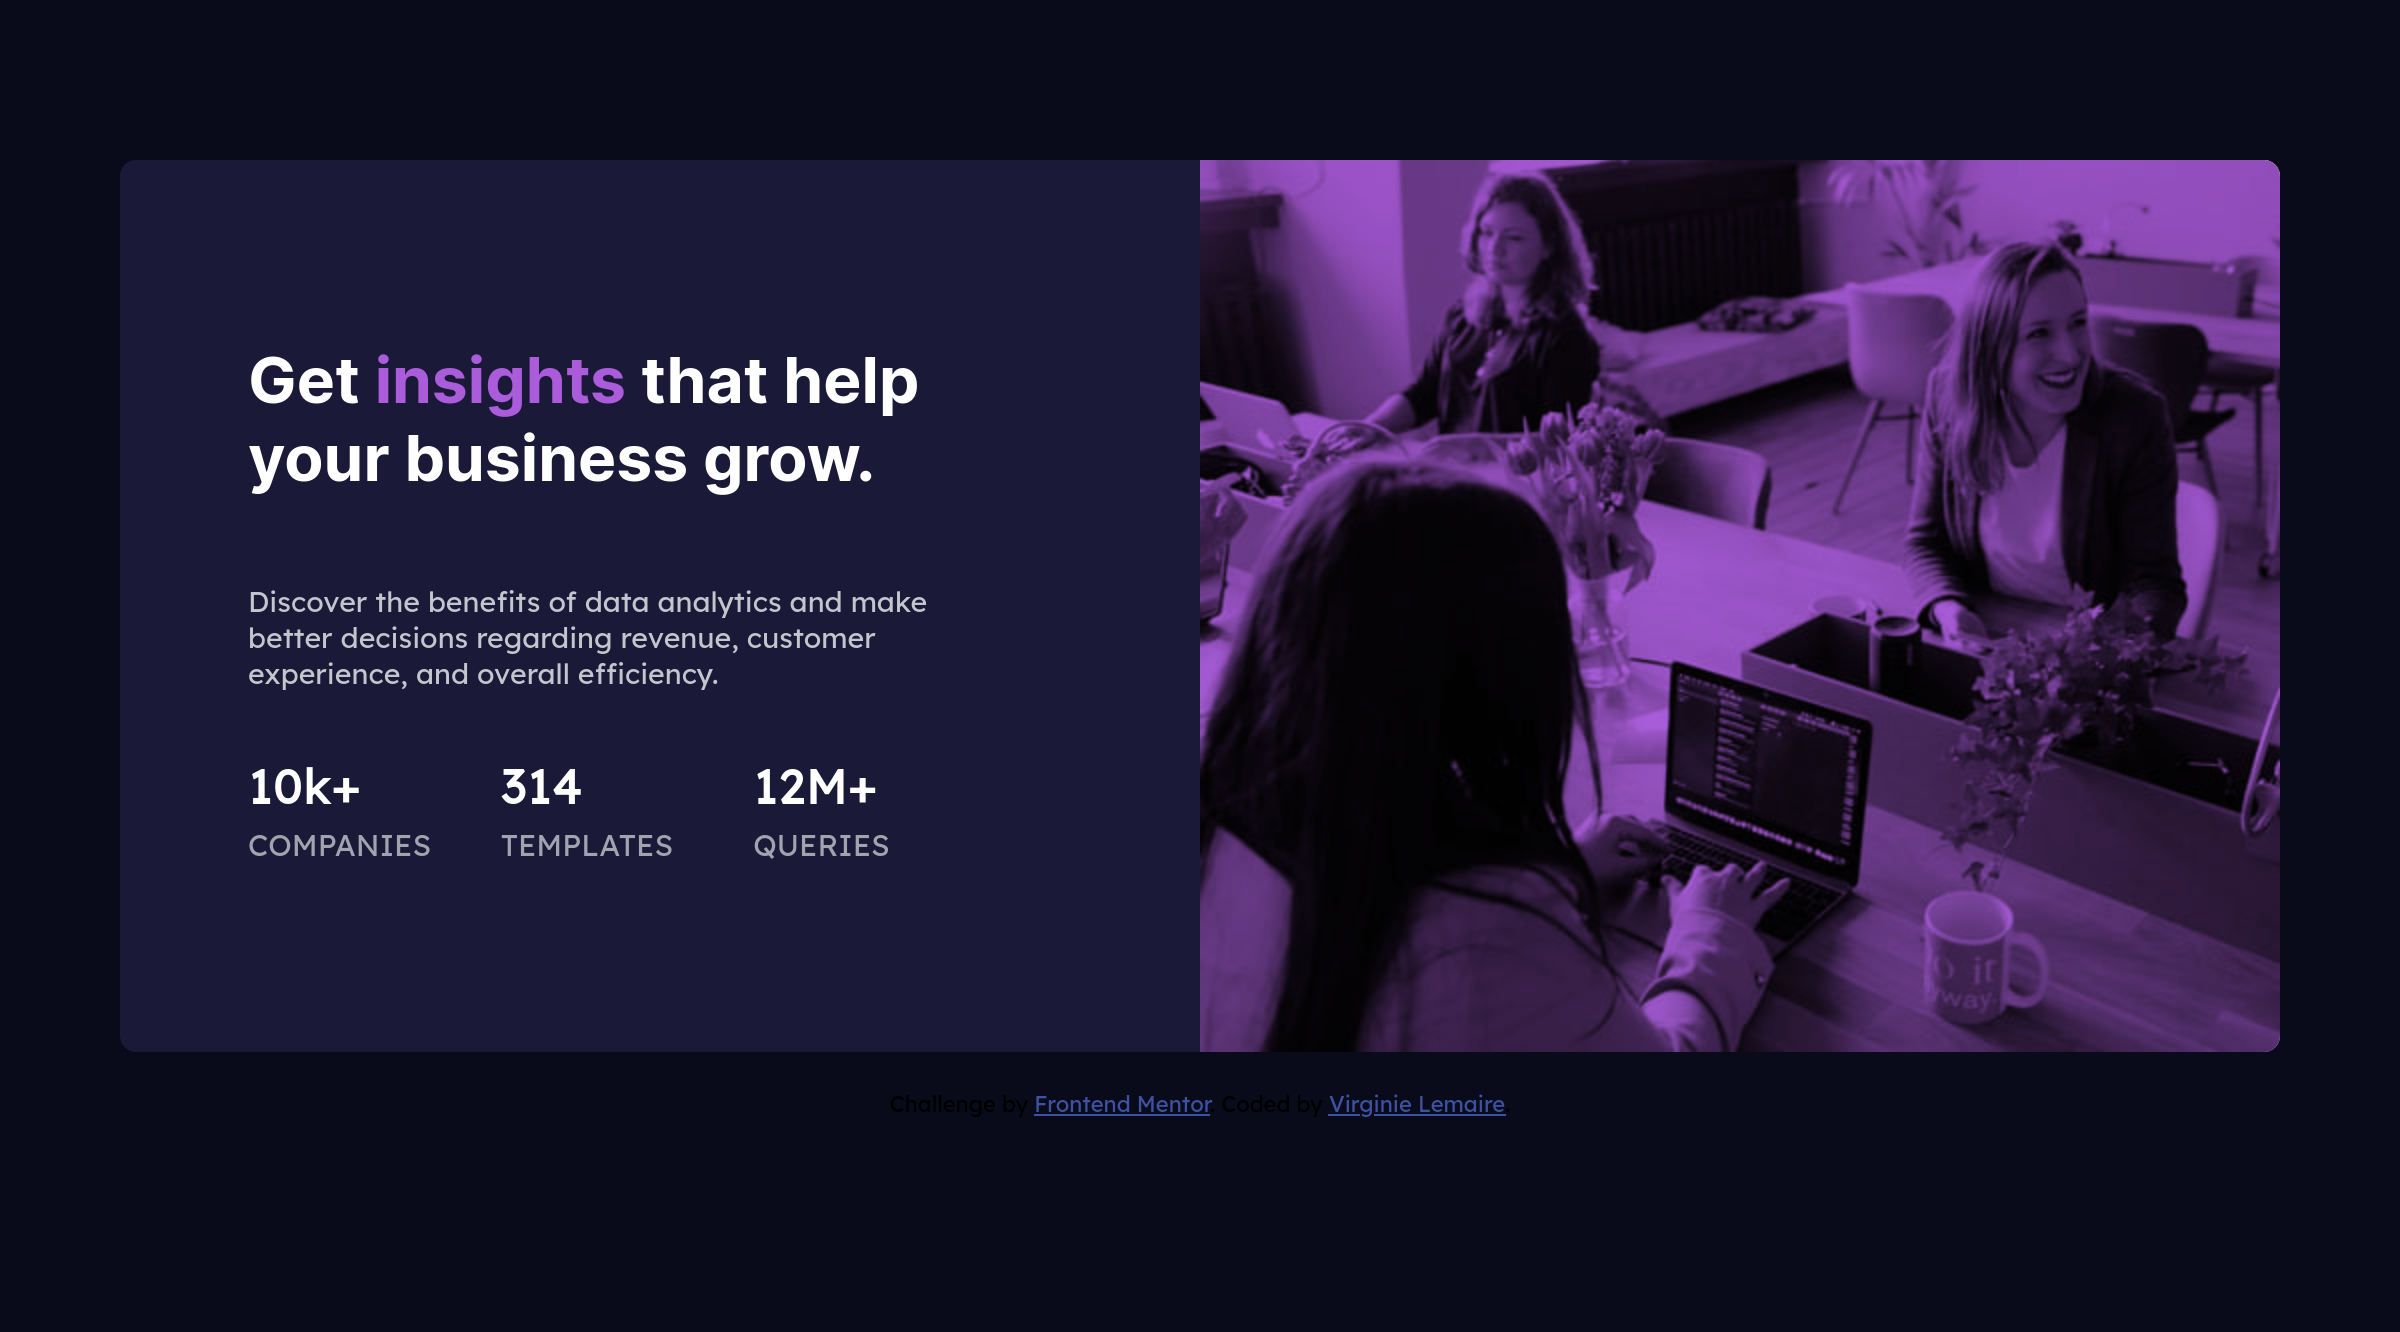 Get insights that help
your business grow.
Discover the benefits of data analytics and make
better decisions regarding revenue, customer
experience, and overall efficiency.
10k+ 314 12M+
COMPANIES TEMPLATES QUERIES
Challenge by Frontend Mentor. Coded by Virginie Lemaire.